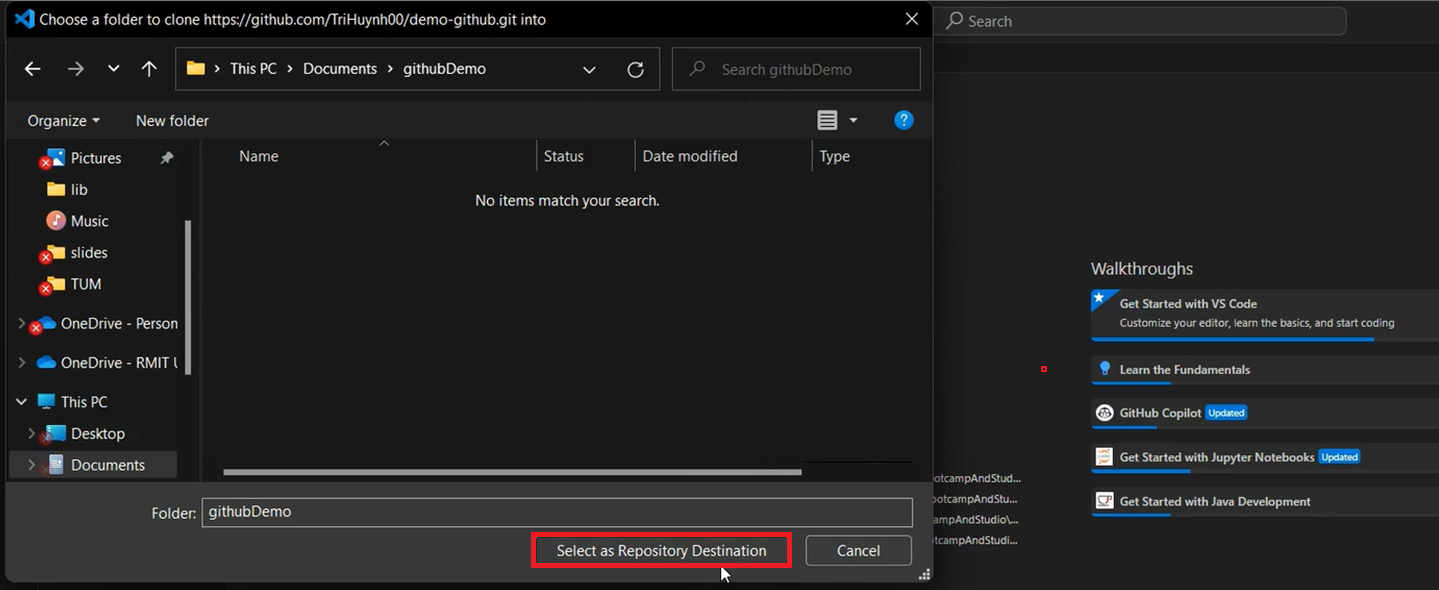 Choose a folder to clone https://github.com/TriHuynh00/demo-github.git into
Search
This PC > Documents > githubDemo
Search githubDemo
Organize
New folder
Name
Status
Date modified
Type
No items match your search.
Pictures
lib
Music
slides
TUM
OneDrive - Person
OneDrive - RMIT U
This PC
Desktop
Documents
Folder: githubDemo
Select as Repository Destination
Cancel
otcampAndStud...
ootcampAndStu...
ampAndStudio\...
otcampAndStudi...
Walkthroughs
Get Started with VS Code
Customize your editor, learn the basics, and start coding
Learn the Fundamentals
GitHub Copilot Updated
Get Started with Jupyter Notebooks Updated
Get Started with Java Development